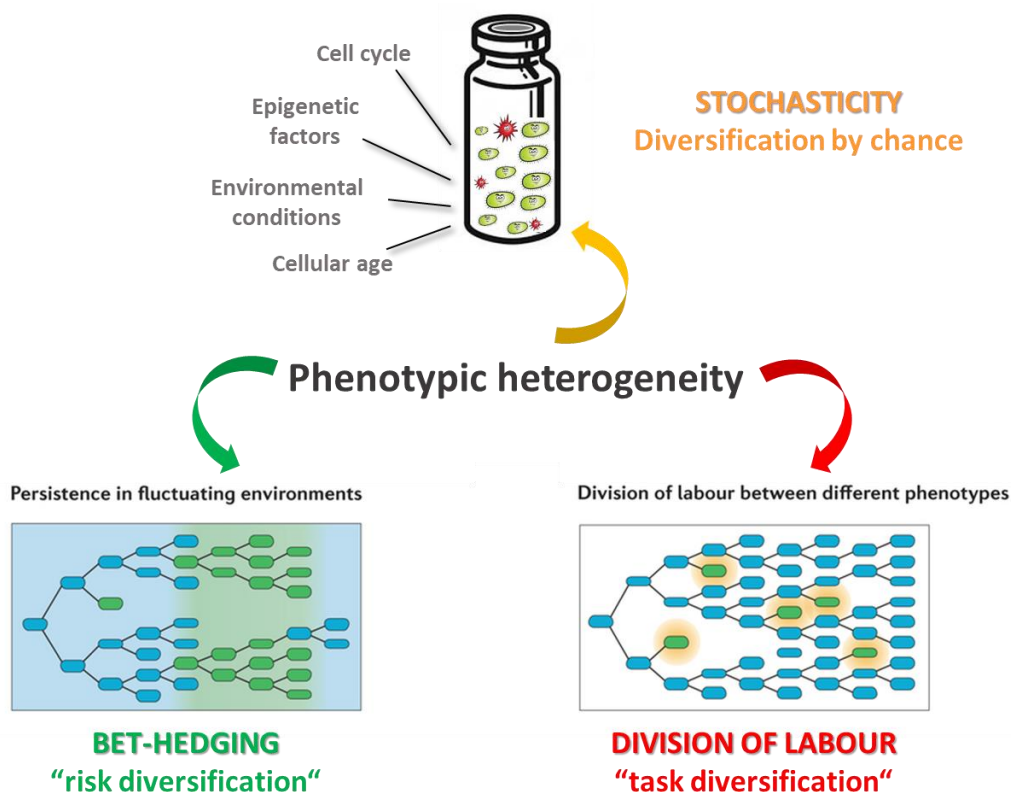 Cell cycle
Epigenetic
factors
Environmental
conditions
Cellular age
STOCHASTICITY
Diversification by chance
Phenotypic heterogeneity
Persistence in fluctuating environments
BET-HEDGING
“risk diversification“
Division of labour between different phenotypes
DIVISION OF LABOUR
“task diversification“